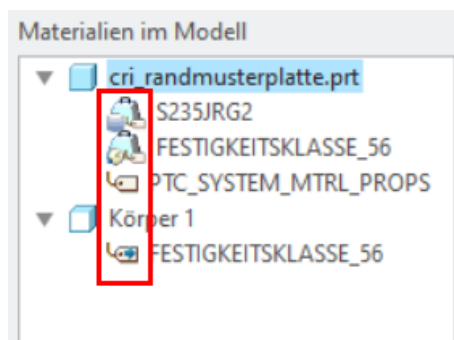 Materialien im Modell
cri_randmusterplatte.prt
S235JRG2
FESTIGKEITSKLASSE_56
PTC_SYSTEM_MTRL_PROPS
Körper 1
FESTIGKEITSKLASSE_56